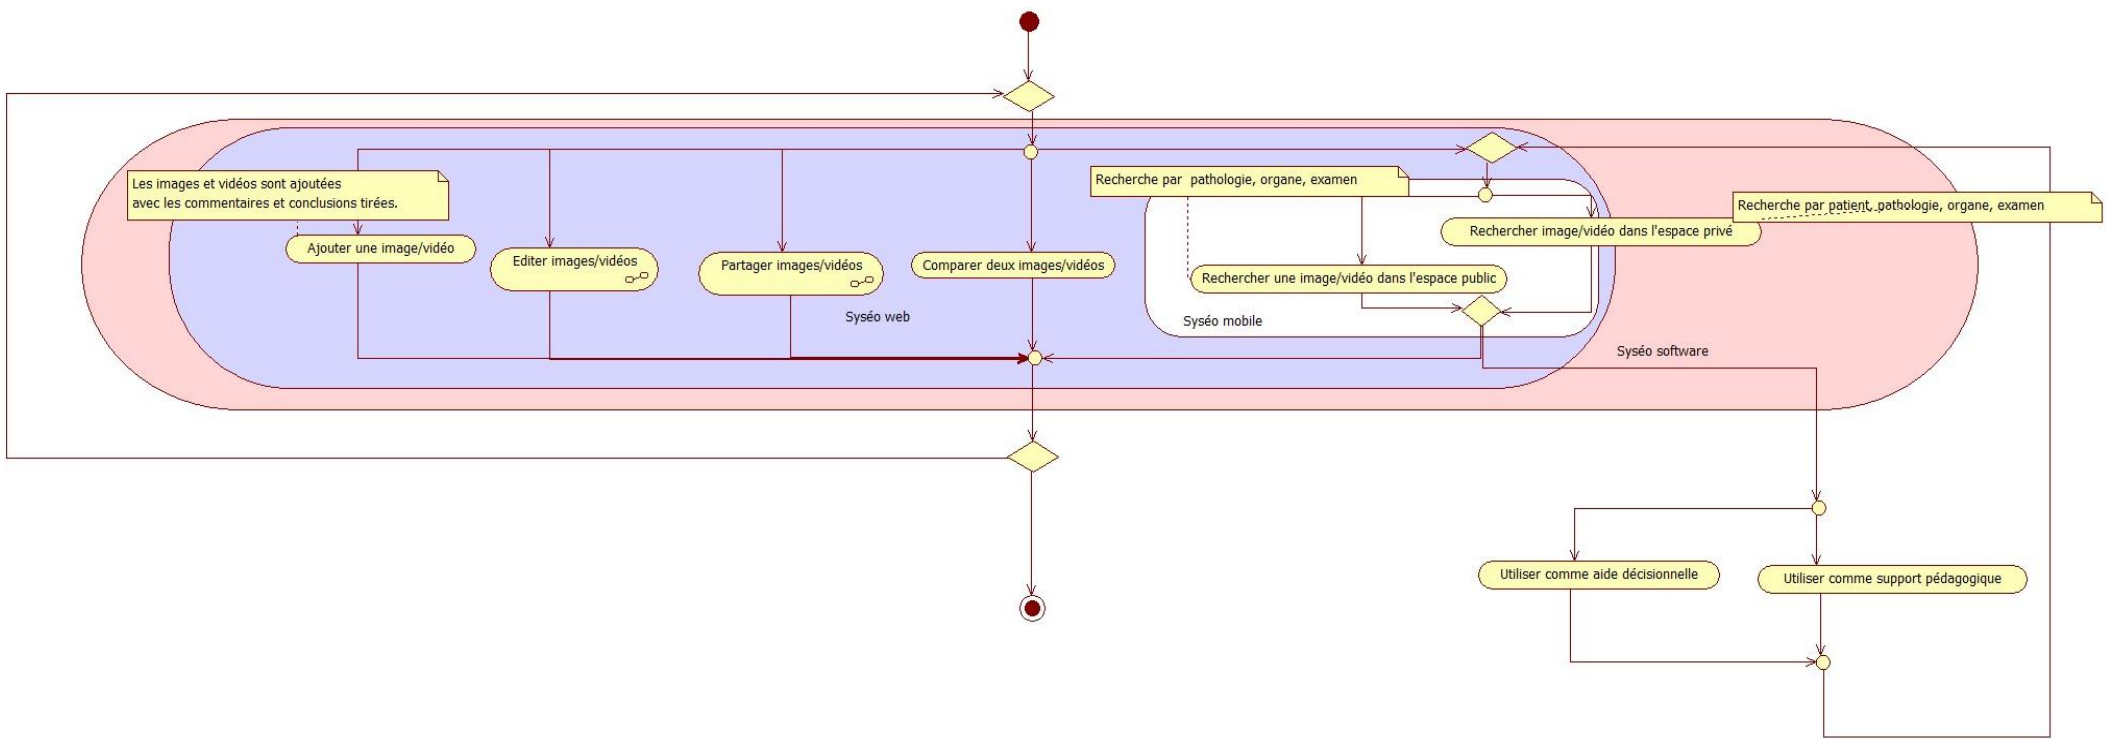 Les images et vidéos sont ajoutées
avec les commentaires et conclusions tirées.
Recherche par  pathologie, organe, examen
Recherche par patient, pathologie, organe, examen
Ajouter une image/vidéo
Editer images/vidéos
Partager images/vidéos
Comparer deux images/vidéos
Rechercher image/vidéo dans l'espace privé
Rechercher une image/vidéo dans l'espace public
Syséo web
Syséo mobile
Syséo software
Utiliser comme aide décisionnelle
Utiliser comme support pédagogique